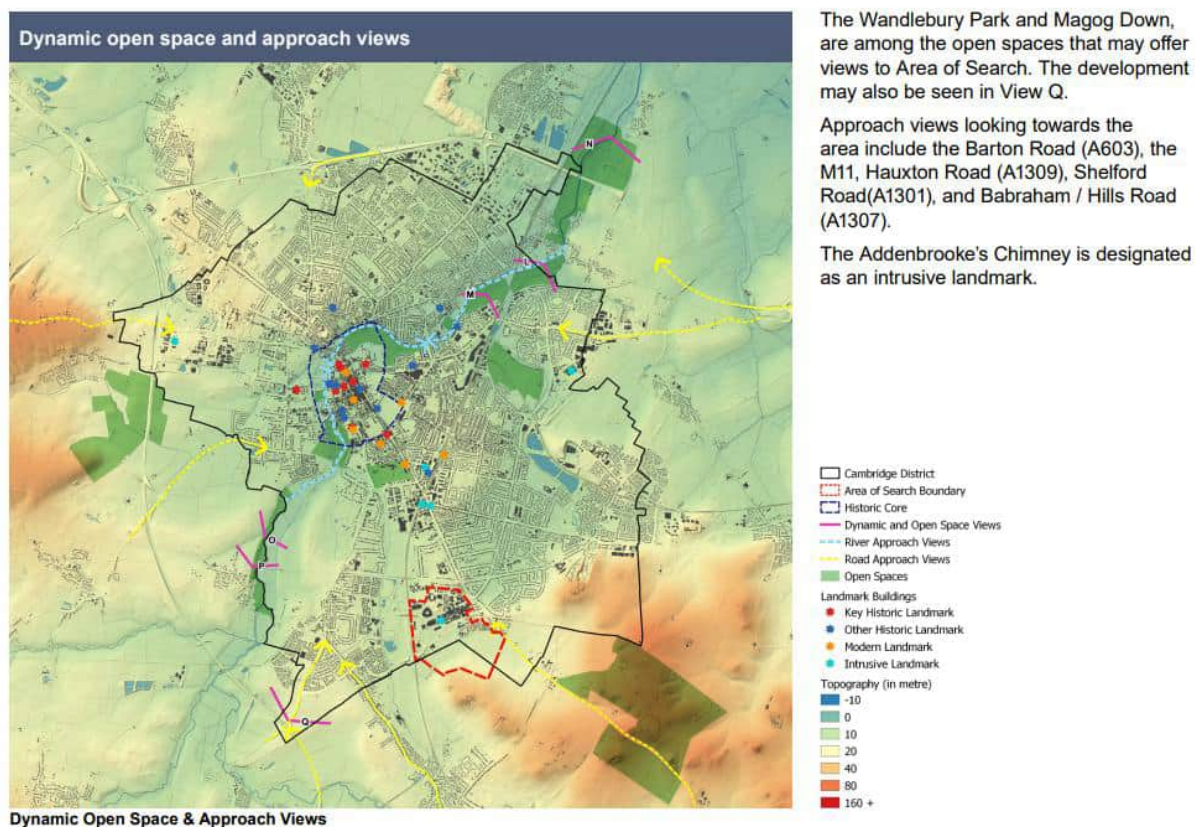 Dynamic open space and approach views
The Wandlebury Park and Magog Down,
are among the open spaces that may offer
views to Area of Search. The development
may also be seen in View Q.
Approach views looking towards the
area include the Barton Road (A603), the
M11, Hauxton Road (A1309), Shelford
Road(A1301), and Babraham / Hills Road
(A1307).
The Addenbrooke's Chimney is designated
as an intrusive landmark.
N
L
M
O
P
Q
Cambridge District
Area of Search Boundary
Historic Core
Dynamic and Open Space Views
River Approach Views
Road Approach Views
Open Spaces
Landmark Buildings
Key Historic Landmark
Other Historic Landmark
Modern Landmark
Intrusive Landmark
Topography (in metre)
-10
0
10
20
40
80
160 +
Dynamic Open Space & Approach Views